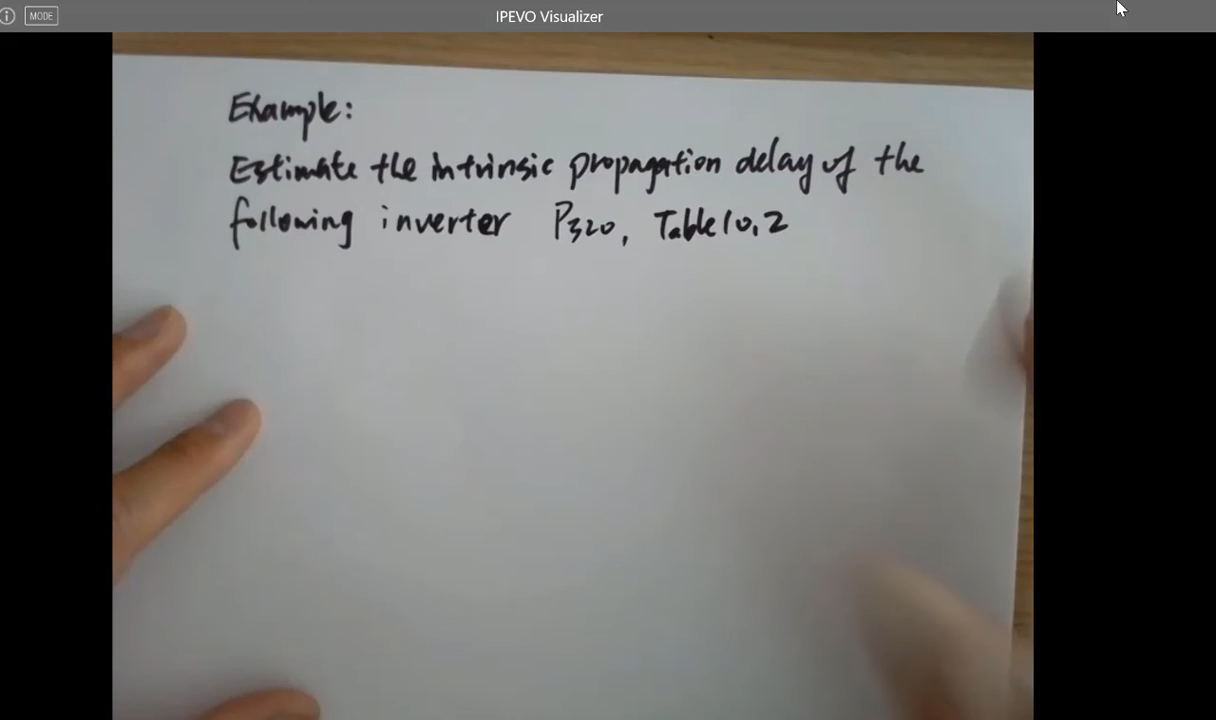 MODE
IPEVO Visualizer
Example:
Estimate the intrinsic propagation delay of the
following inverter P320, Table 10.2